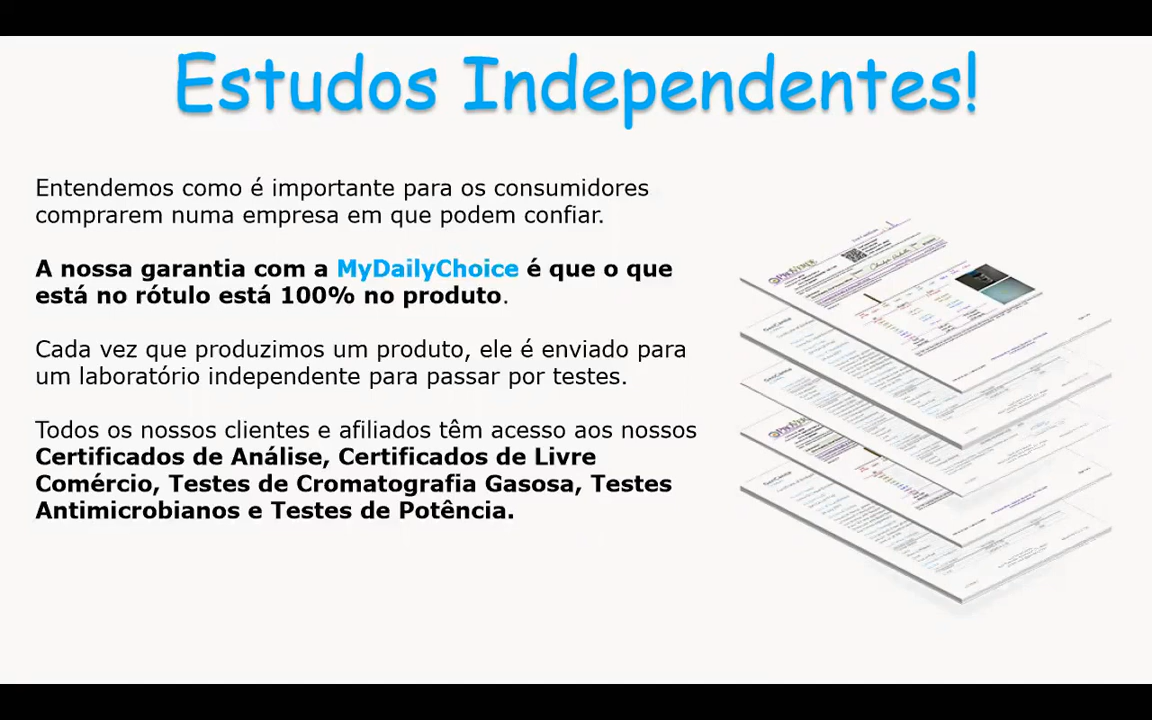 Estudos Independentes!
Entendemos como é importante para os consumidores
comprarem numa empresa em que podem confiar.
A nossa garantia com a MyDailyChoice é que o que
está no rótulo está 100% no produto.
Cada vez que produzimos um produto, ele é enviado para
um laboratório independente para passar por testes.
Todos os nossos clientes e afiliados têm acesso aos nossos
Certificados de Análise, Certificados de Livre
Comércio, Testes de Cromatografia Gasosa, Testes
Antimicrobianos e Testes de Potência.